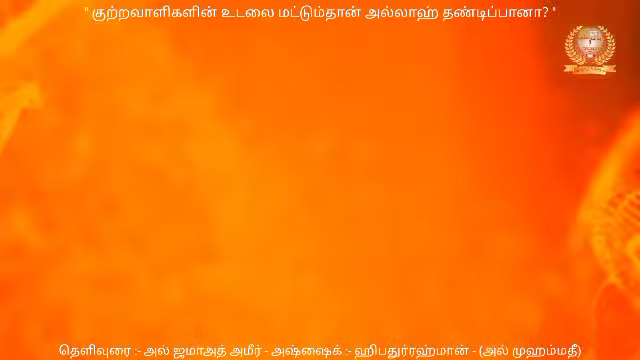 " குற்றவாளிகளின் உடலை மட்டும்தான் அல்லாஹ் தண்டிப்பானா? "
தெளிவுரை :- அல் ஜமாஅத் அமீர் - அஷ்ஷைக் :- ஹிபதுர்ரஹ்மான் - (அல் முஹம்மதீ)